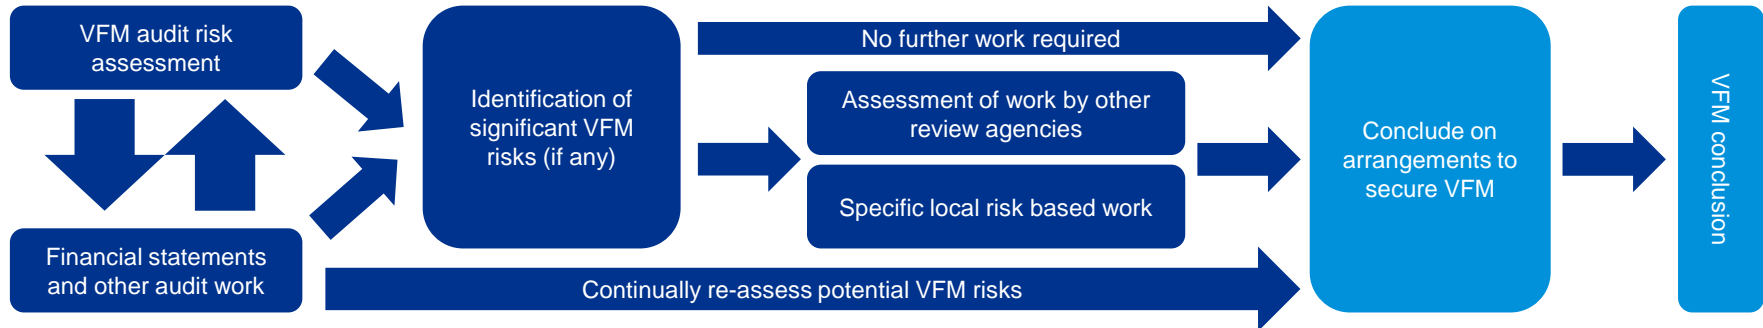 VFM audit risk
assessment
Financial statements
and other audit work
Identification of
significant VFM
risks (if any)
No further work required
Assessment of work by other
review agencies
Specific local risk based work
Continually re-assess potential VFM risks
Conclude on
arrangements to
secure VFM
VFM conclusion